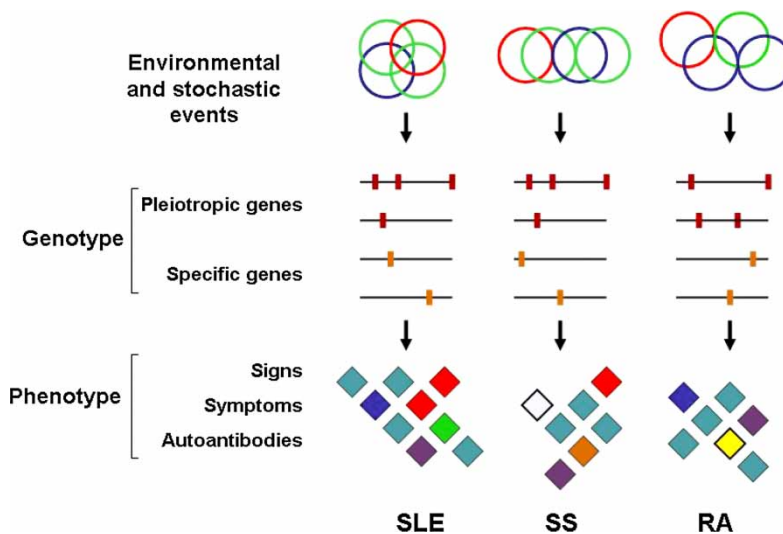 Environmental
and stochastic
events
Genotype
Pleiotropic genes
Specific genes
Phenotype
Signs
Symptoms
Autoantibodies
SLE
SS
RA